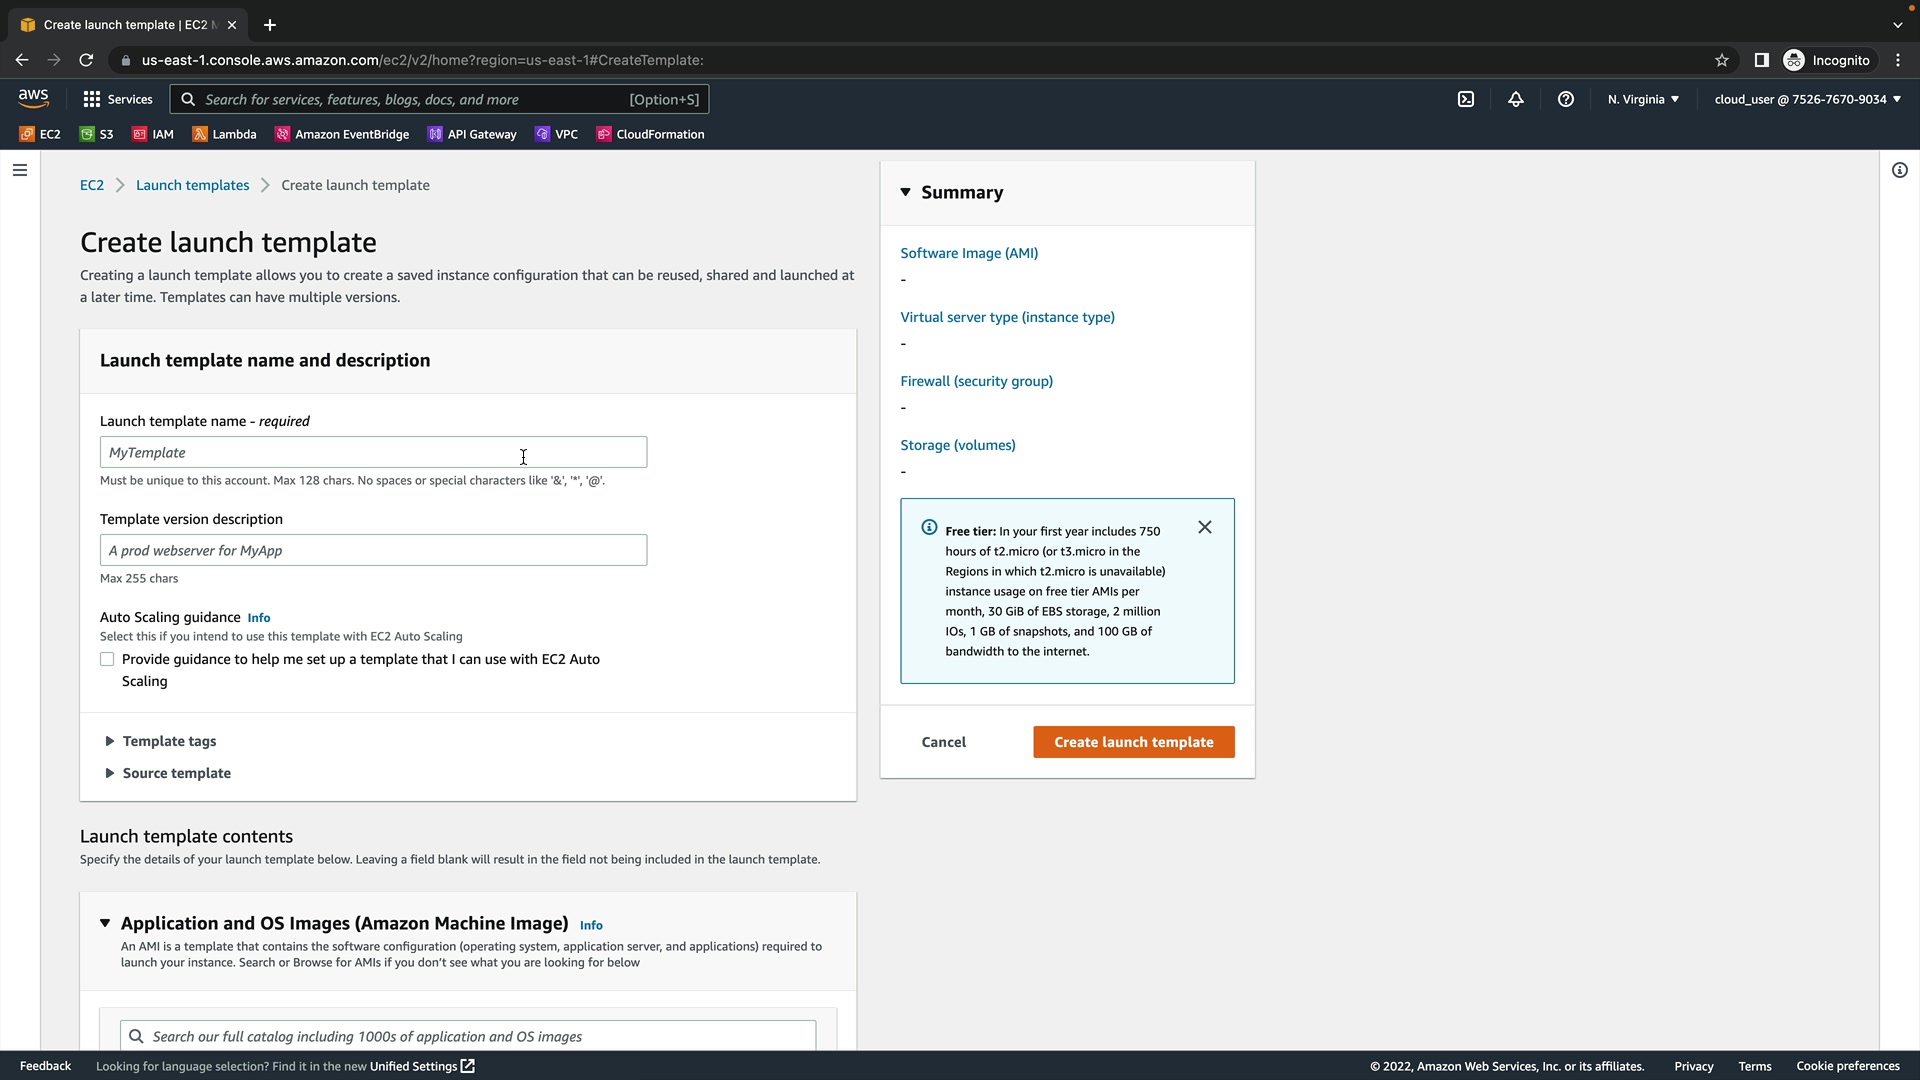 Create launch template | EC2 M
us-east-1.console.aws.amazon.com/ec2/v2/home?region=us-east-1#CreateTemplate:
Incognito
aws
Services
Search for services, features, blogs, docs, and more
[Option+S]
N. Virginia
cloud_user @ 7526-7670-9034
EC2
S3
IAM
Lambda
Amazon EventBridge
API Gateway
VPC
CloudFormation
EC2
Launch templates
Create launch template
Create launch template
Creating a launch template allows you to create a saved instance configuration that can be reused, shared and launched at
a later time. Templates can have multiple versions.
Launch template name and description
Launch template name - required
MyTemplate
Must be unique to this account. Max 128 chars. No spaces or special characters like '&', '*', '@'.
Template version description
A prod webserver for MyApp
Max 255 chars
Auto Scaling guidance Info
Select this if you intend to use this template with EC2 Auto Scaling
Provide guidance to help me set up a template that I can use with EC2 Auto
Scaling
Template tags
Source template
Launch template contents
Specify the details of your launch template below. Leaving a field blank will result in the field not being included in the launch template.
Application and OS Images (Amazon Machine Image) Info
An AMI is a template that contains the software configuration (operating system, application server, and applications) required to
launch your instance. Search or Browse for AMIs if you don't see what you are looking for below
Search our full catalog including 1000s of application and OS images
Summary
Software Image (AMI)
-
Virtual server type (instance type)
-
Firewall (security group)
-
Storage (volumes)
-
Free tier: In your first year includes 750
hours of t2.micro (or t3.micro in the
Regions in which t2.micro is unavailable)
instance usage on free tier AMIs per
month, 30 GiB of EBS storage, 2 million
IOs, 1 GB of snapshots, and 100 GB of
bandwidth to the internet.
Cancel
Create launch template
Feedback
Looking for language selection? Find it in the new Unified Settings
© 2022, Amazon Web Services, Inc. or its affiliates.
Privacy
Terms
Cookie preferences